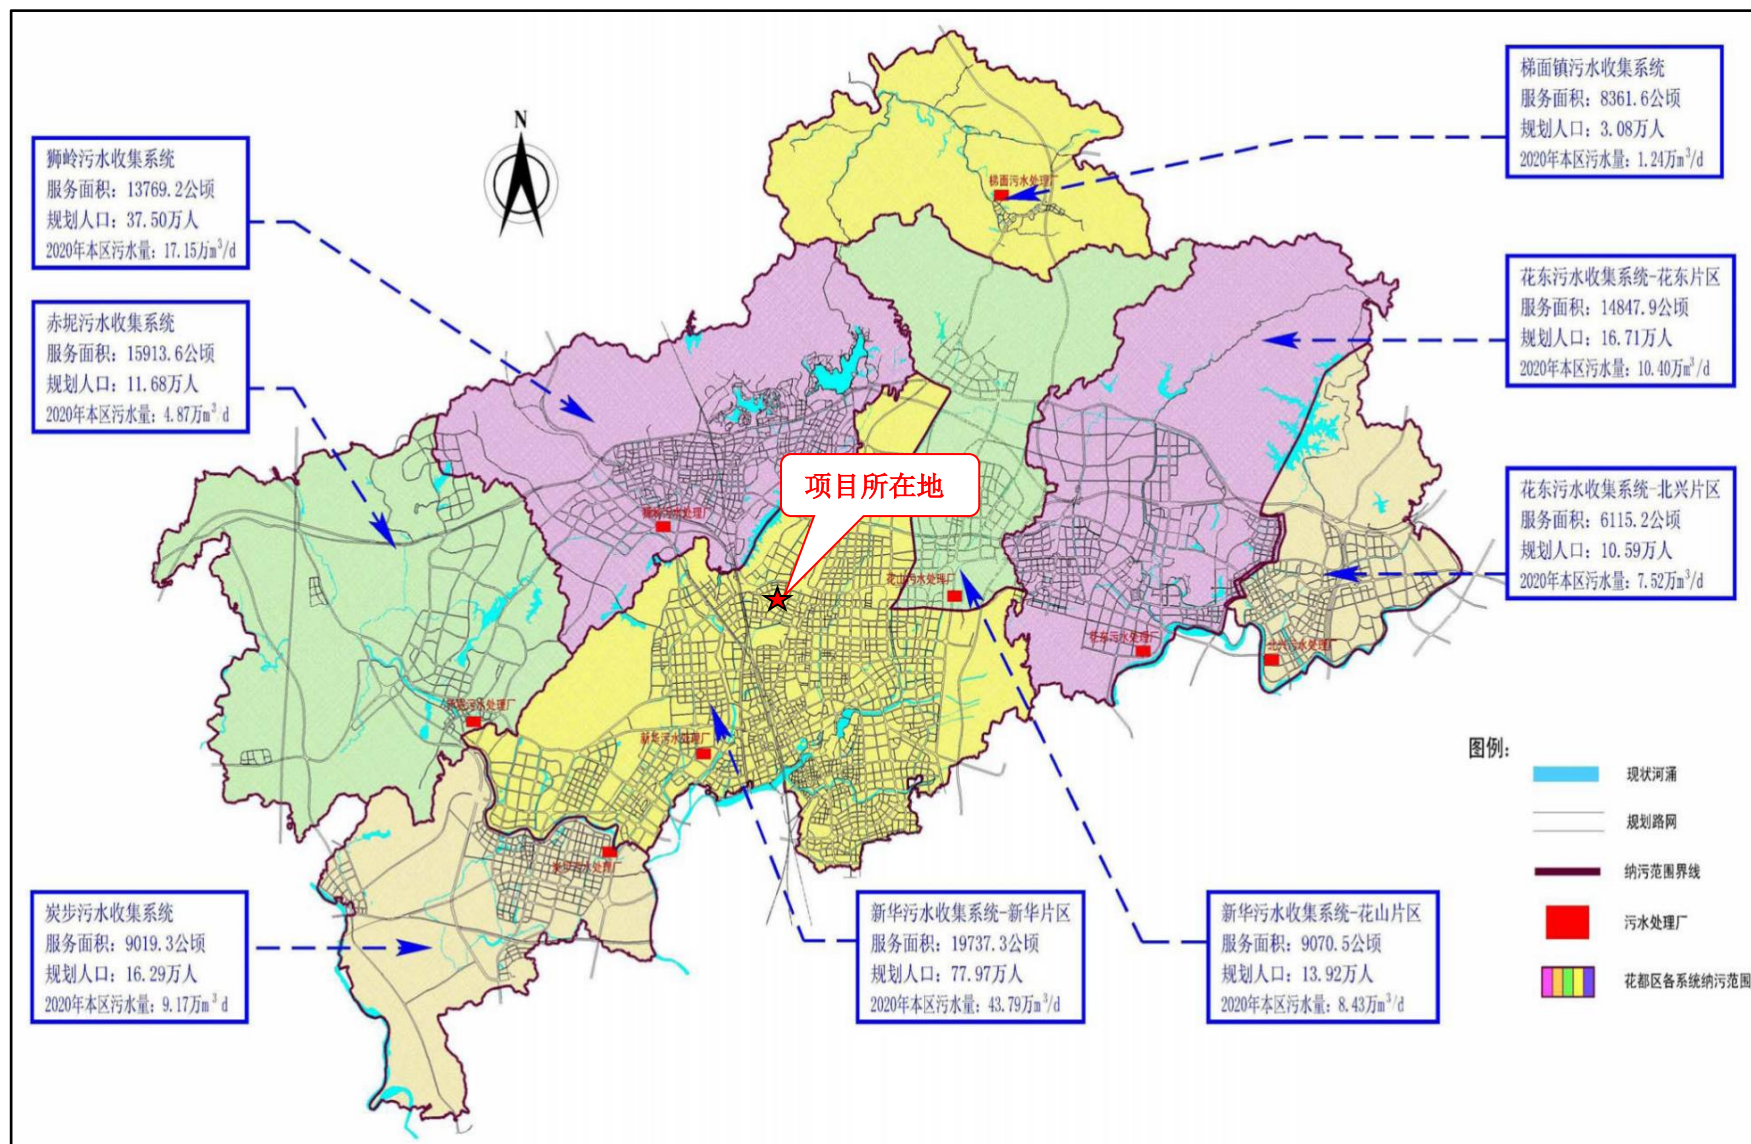 梯面镇污水收集系统
服务面积：8361.6公顷
规划人口：3.08万人
2020年本区污水量：1.24万m³/d
N
狮岭污水收集系统
服务面积：13769.2公顷
规划人口：37.50万人
2020年本区污水量：17.15万m³/d
梯面污水处理厂
花东污水收集系统-花东片区
服务面积：14847.9公顷
规划人口：16.71万人
2020年本区污水量：10.40万m³/d
赤坭污水收集系统
服务面积：15913.6公顷
规划人口：11.68万人
2020年本区污水量：4.87万m³/d
项目所在地
花东污水收集系统-北兴片区
服务面积：6115.2公顷
规划人口：10.59万人
2020年本区污水量：7.52万m³/d
狮岭污水处理厂
花山污水处理厂
花东污水处理厂
北兴污水处理厂
赤坭污水处理厂
新华污水处理厂
炭步污水处理厂
图例：
现状河涌
规划路网
纳污范围界线
污水处理厂
花都区各系统纳污范围
炭步污水收集系统
服务面积：9019.3公顷
规划人口：16.29万人
2020年本区污水量：9.17万m³ d
新华污水收集系统-新华片区
服务面积：19737.3公顷
规划人口：77.97万人
2020年本区污水量：43.79万m³/d
新华污水收集系统-花山片区
服务面积：9070.5公顷
规划人口：13.92万人
2020年本区污水量：8.43万m³/d